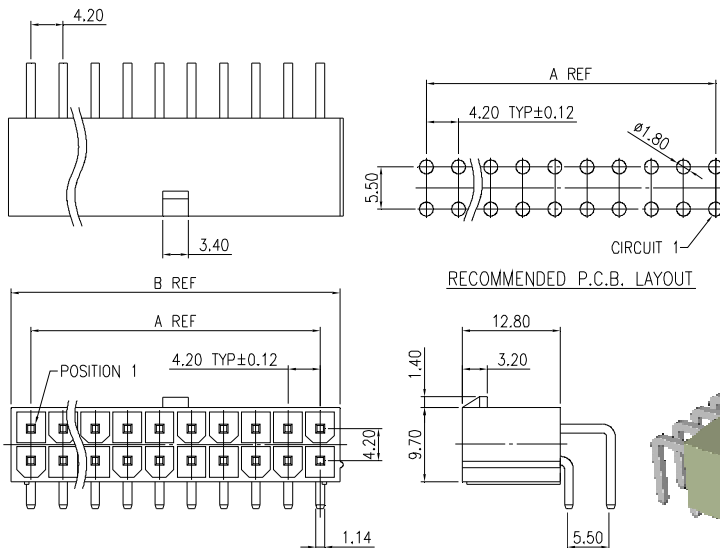 4.20
A REF
4.20 TYP±0.12
ø1.80
5.50
3.40
CIRCUIT 1
RECOMMENDED P.C.B. LAYOUT
B REF
A REF
4.20 TYP±0.12
POSITION 1
4.20
1.14
12.80
3.20
1.40
9.70
5.50